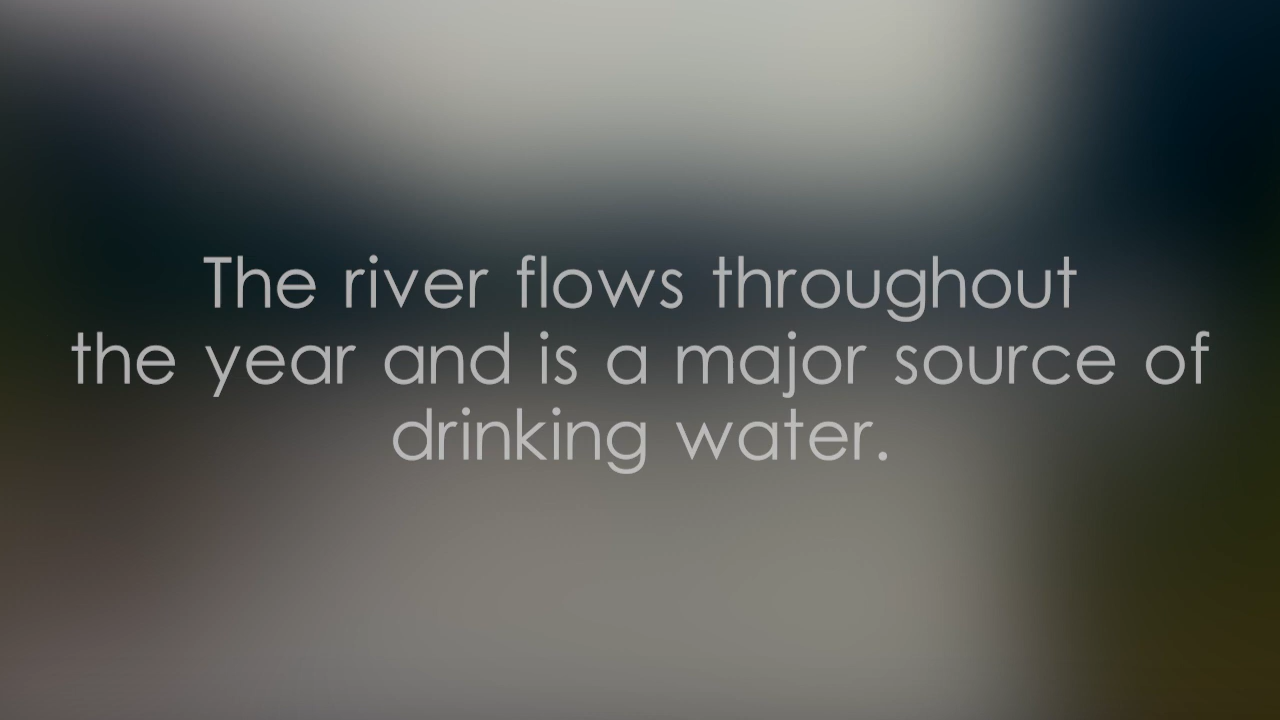 The river flows throughout
the year and is a major source of
drinking water.